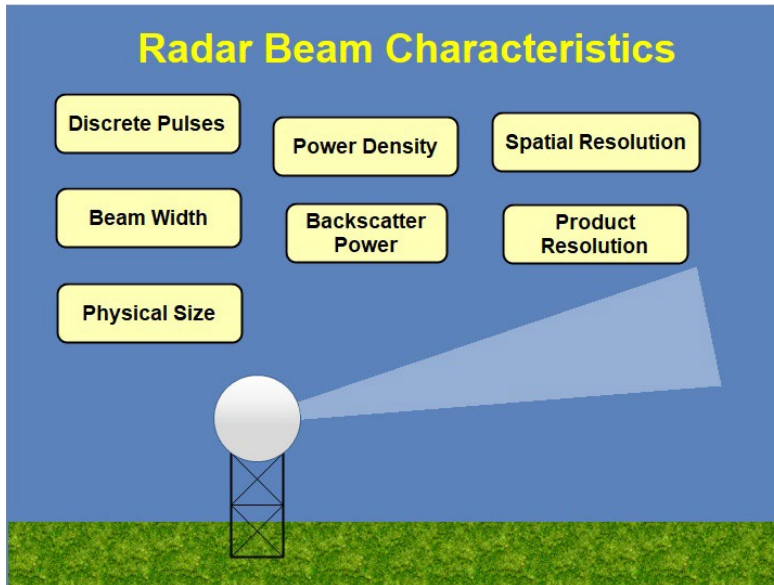 Radar Beam Characteristics
Discrete Pulses
Beam Width
Physical Size
Power Density
Backscatter
Power
Spatial Resolution
Product
Resolution